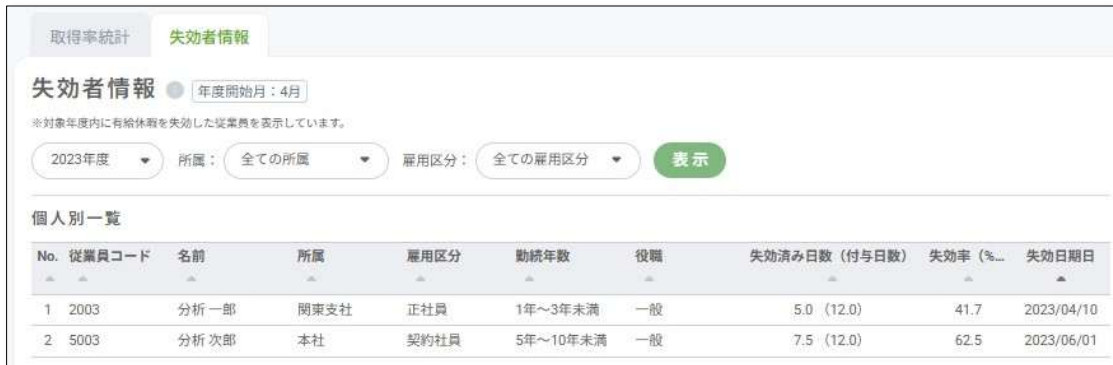 取得率統計 失効者情報
失効者情報 年度開始月：4月
※対象年度内に有給休暇を失効した従業員を表示しています。
2023年度 所属： 全ての所属 雇用区分： 全ての雇用区分 表示
個人別一覧
No. 従業員コード 名前 所属 雇用区分 勤続年数 役職 失効済み日数（付与日数） 失効率（%... 失効日期日
1 2003 分析 一郎 関東支社 正社員 1年～3年未満 一般 5.0 （12.0） 41.7 2023/04/10
2 5003 分析 次郎 本社 契約社員 5年～10年未満 一般 7.5 （12.0） 62.5 2023/06/01